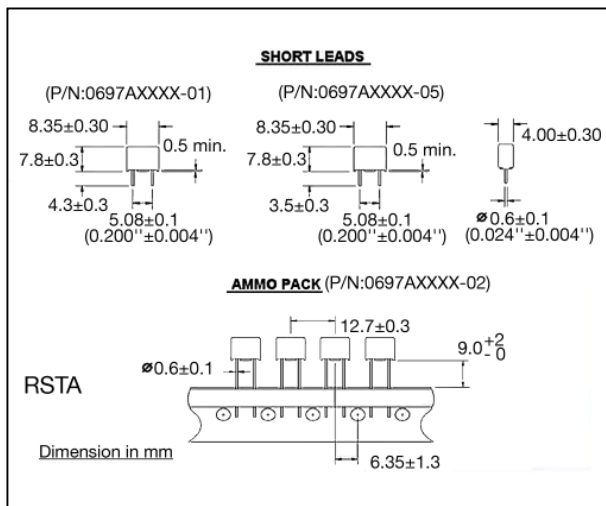 SHORT LEADS
(P/N:0697AXXXX-01)
(P/N:0697AXXXX-05)
8.35±0.30
0.5 min.
7.8±0.3
4.3±0.3
5.08±0.1
(0.200''±0.004'')
8.35±0.30
0.5 min.
7.8±0.3
3.5±0.3
5.08±0.1
(0.200''±0.004'')
4.00±0.30
ø0.6±0.1
(0.024''±0.004'')
AMMO PACK (P/N:0697AXXXX-02)
12.7±0.3
ø0.6±0.1
9.0+2
-0
RSTA
Dimension in mm
6.35±1.3